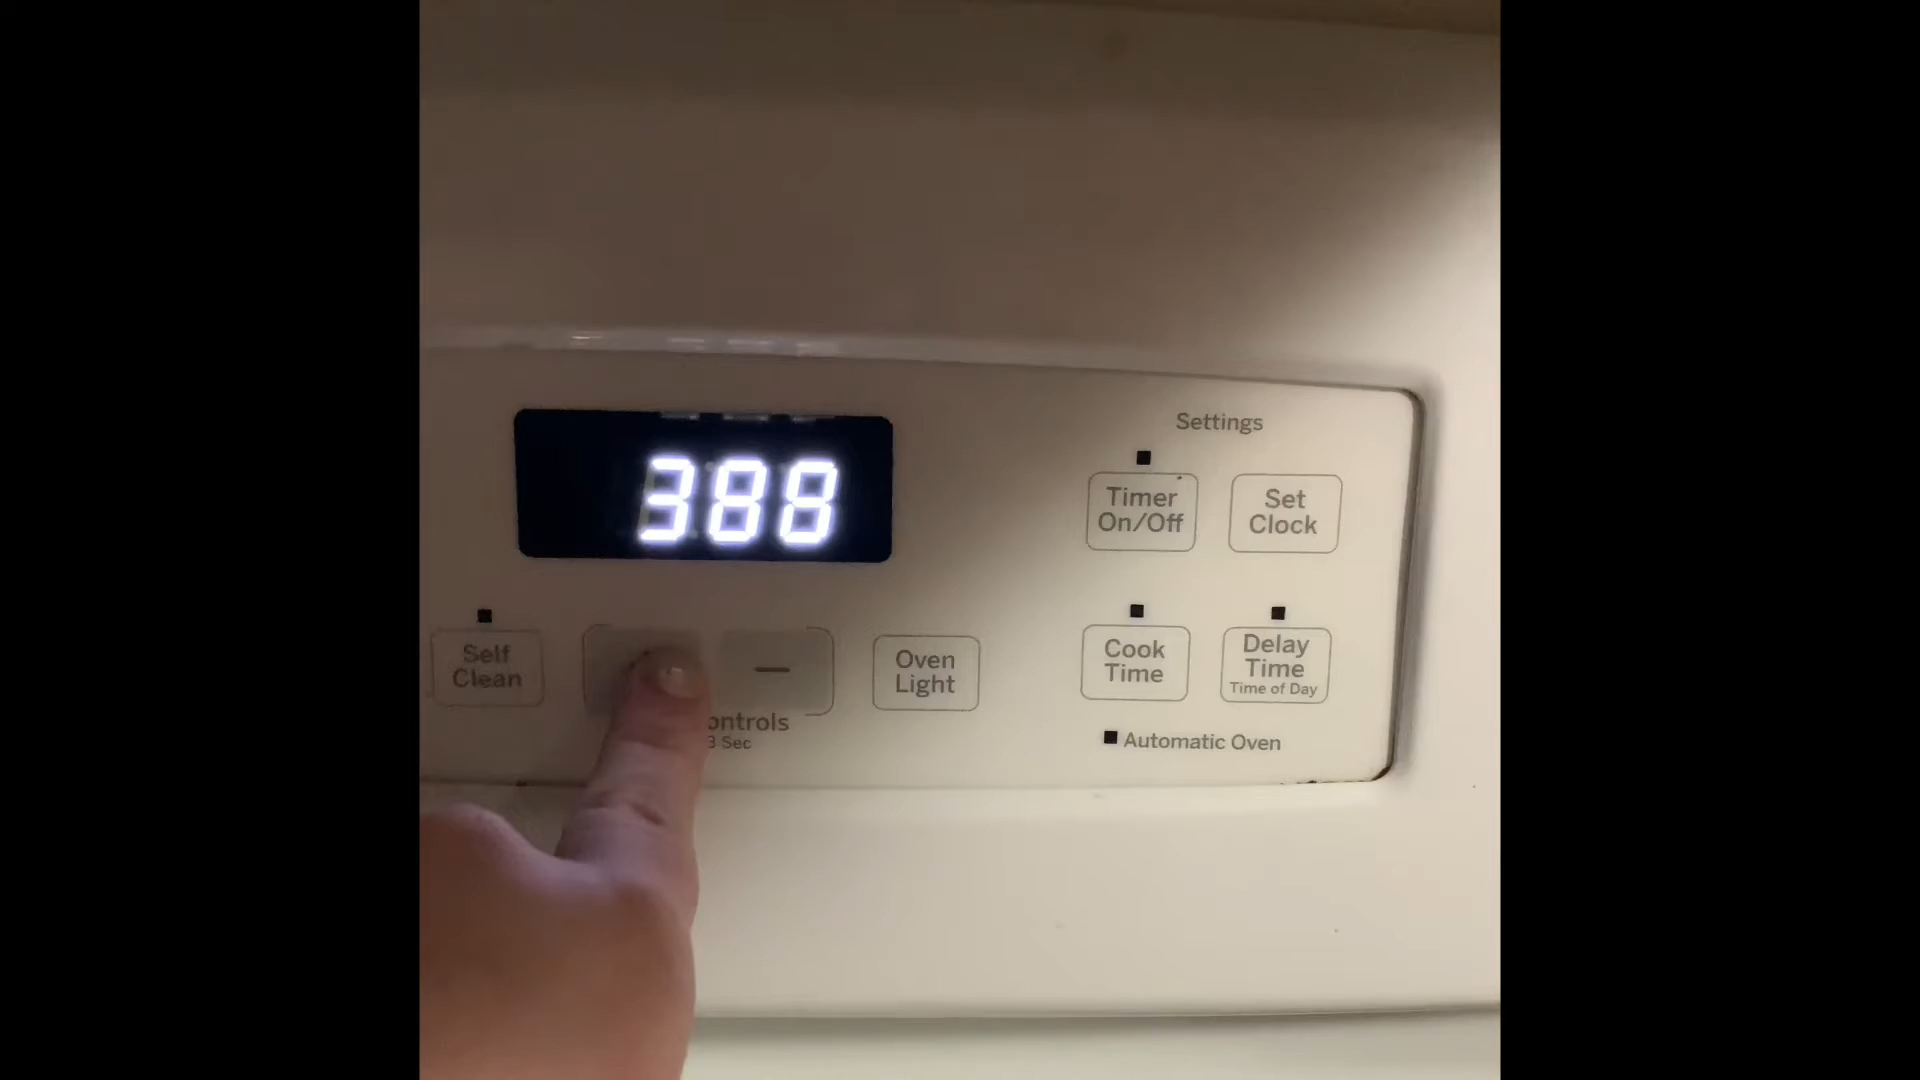 388
Settings
Timer
On/Off
Set
Clock
Self
Clean
—
Oven
Light
Cook
Time
Delay
Time
Time of Day
ontrols
3 Sec
Automatic Oven